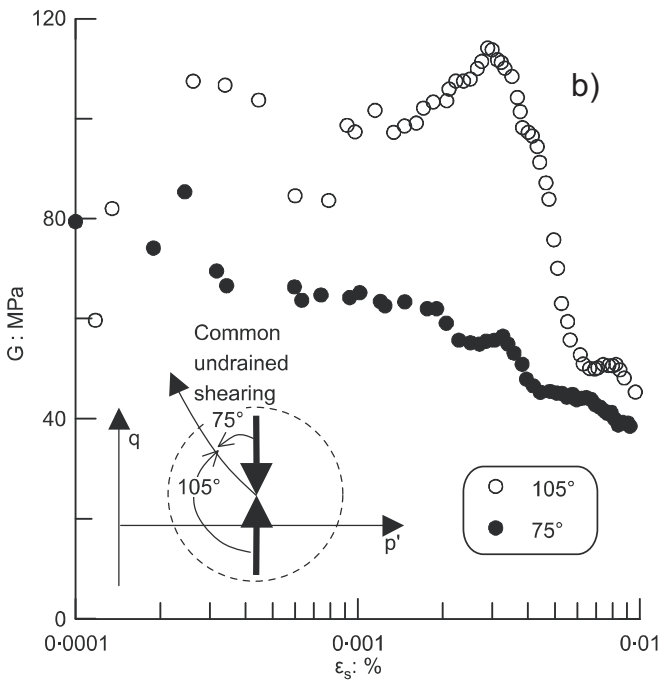 120
b)
80
G : MPa
Common
undrained
shearing
75°
40
q
105°
105°
75°
p'
0
0·0001
0·001
0·01
εs: %